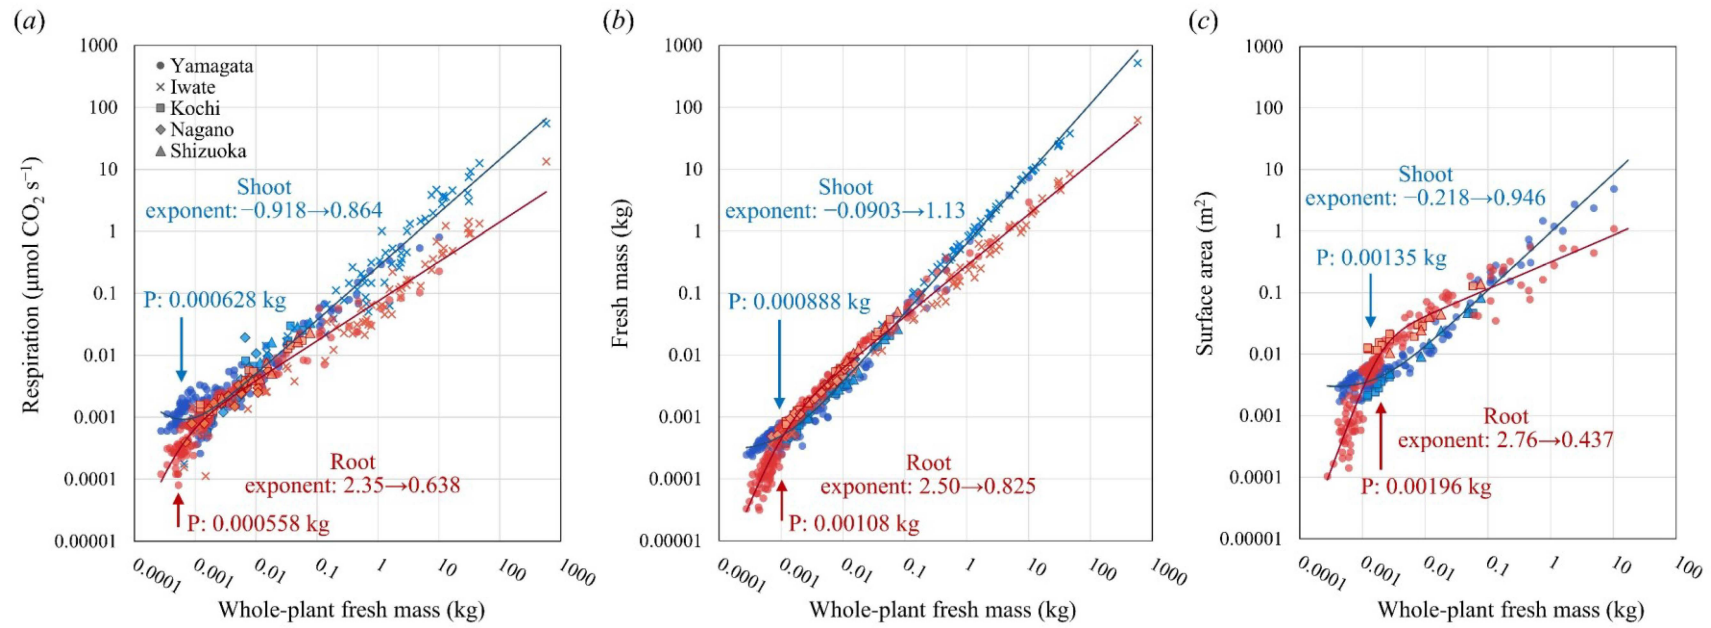 (a)
Respiration (μmol CO₂ s⁻¹)
1000
100
10
1
0.1
0.01
0.001
0.0001
0.00001
Yamagata
Iwate
Kochi
Nagano
Shizuoka
Shoot
exponent: −0.918→0.864
P: 0.000628 kg
Root
exponent: 2.35→0.638
P: 0.000558 kg
0.0001
0.001
0.01
0.1
1
10
100
1000
Whole-plant fresh mass (kg)
(b)
Fresh mass (kg)
1000
100
10
1
0.1
0.01
0.001
0.0001
0.00001
Shoot
exponent: −0.0903→1.13
P: 0.000888 kg
Root
exponent: 2.50→0.825
P: 0.00108 kg
0.0001
0.001
0.01
0.1
1
10
100
1000
Whole-plant fresh mass (kg)
(c)
Surface area (m²)
1000
100
10
1
0.1
0.01
0.001
0.0001
0.00001
Shoot
exponent: −0.218→0.946
P: 0.00135 kg
Root
exponent: 2.76→0.437
P: 0.00196 kg
0.0001
0.001
0.01
0.1
1
10
100
1000
Whole-plant fresh mass (kg)